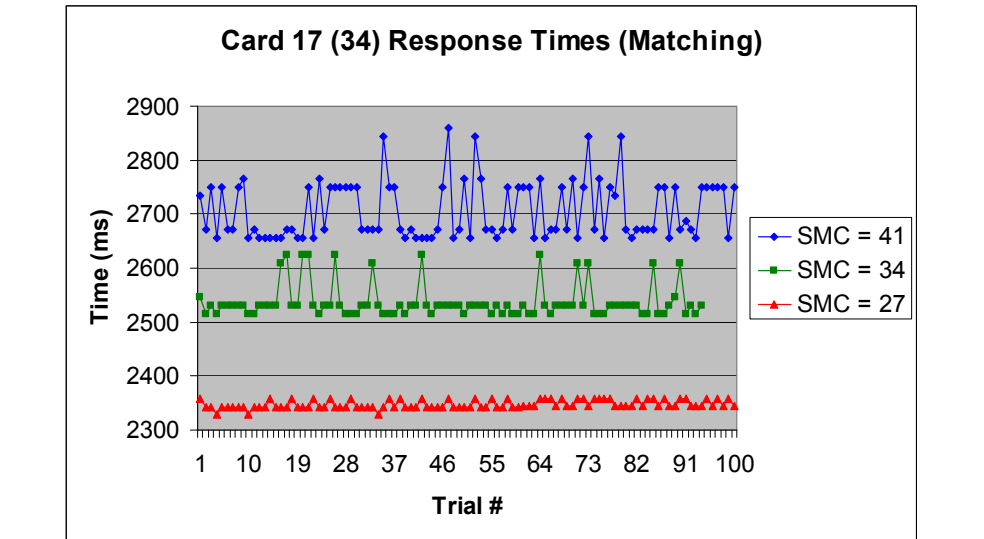 Card 17 (34) Response Times (Matching)
2900
2800
2700
2600
2500
2400
2300
Time (ms)
1 10 19 28 37 46 55 64 73 82 91 100
Trial #
SMC = 41
SMC = 34
SMC = 27